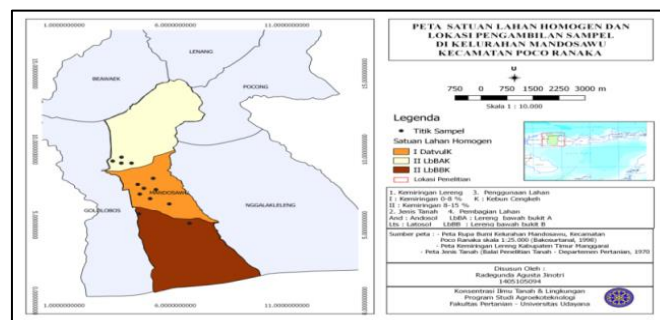 1.0000000000 6.0000000000 11.0000000000
LENANG
BERWAEK
POCONG
MANDOSAWU
GOLOLOBOS
NGGALAKLELENG
1.0000000000 6.0000000000 11.0000000000
PETA SATUAN LAHAN HOMOGEN DAN
LOKASI PENGAMBILAN SAMPEL
DI KELURAHAN MANDOSAWU
KECAMATAN POCO RANAKA
U
750 0 750 1500 2250 3000 m
Skala 1 : 10.000
Legenda
Titik Sampel
Satuan Lahan Homogen
I DatvulK
II LbBAK
II LbBBK
Lokasi Penelitian
1. Kemiringan Lereng 3. Penggunaan Lahan
I : Kemiringan 0-8 % K : Kebun Cengkeh
II : Kemiringan 8-15 %
2. Jenis Tanah 4. Pembagian Lahan
And : Andosol LbBA : Lereng bawah bukit A
Lts : Latosol LbBB : Lereng bawah bukit B
Sumber peta : - Peta Rupa Bumi Kelurahan Mandosawu, Kecamatan
Poco Ranaka skala 1:25.000 (Bakosurtanal, 1998)
- Peta Kemiringan Lereng Kabupaten Timur Manggarai
- Peta Jenis Tanah (Balai Penelitian Tanah - Departemen Pertanian, 1970
Disusun Oleh :
Radegunda Agusta Jinotri
1405105094
Konsentrasi Ilmu Tanah & Lingkungan
Program Studi Agroekoteknologi
Fakultas Pertanian - Universitas Udayana